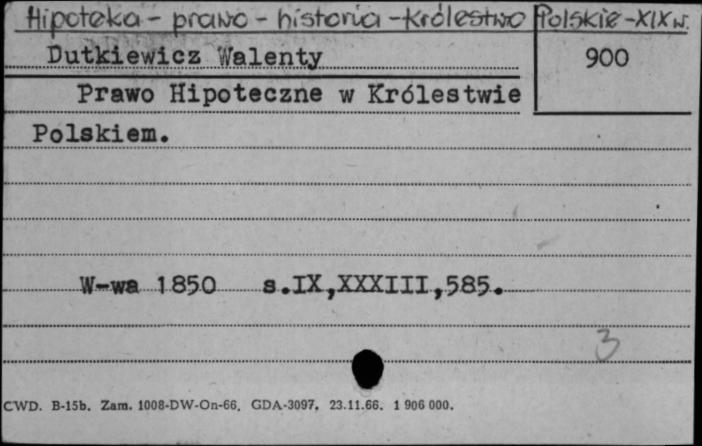 Hipoteka - prawo - historia - Królestwo Polskie - XIX w.
Dutkiewicz Walenty 900
Prawo Hipoteczne w Królestwie
Polskiem.
W-wa 1850 s.IX,XXXIII,585.
3
CWD. B-15b. Zam. 1008-DW-On-66. GDA-3097. 23.11.66. 1 906 000.